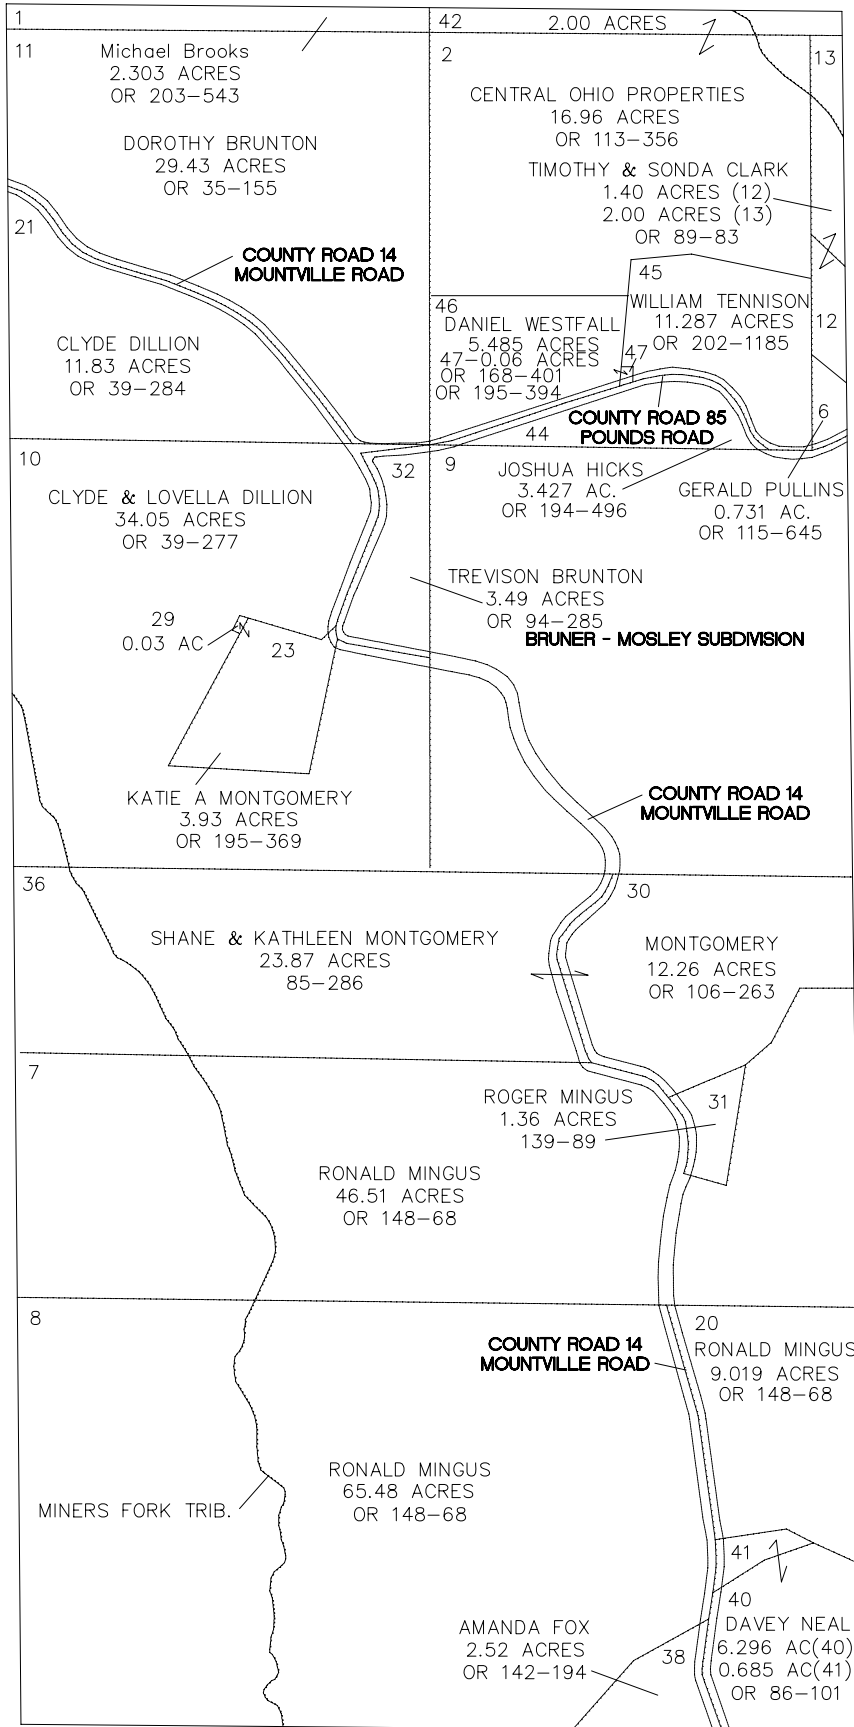 1
42
2.00 ACRES
11
Michael Brooks
2.303 ACRES
OR 203-543
2
13
CENTRAL OHIO PROPERTIES
16.96 ACRES
OR 113-356
DOROTHY BRUNTON
29.43 ACRES
OR 35-155
TIMOTHY & SONDA CLARK
1.40 ACRES (12)
2.00 ACRES (13)
OR 89-83
21
COUNTY ROAD 14
MOUNTVILLE ROAD
45
WILLIAM TENNISON
11.287 ACRES
OR 202-1185
12
46
DANIEL WESTFALL
5.485 ACRES
47-0.06 ACRES
OR 168-401
OR 195-394
47
CLYDE DILLION
11.83 ACRES
OR 39-284
COUNTY ROAD 85
POUNDS ROAD
6
44
10
32
9
JOSHUA HICKS
3.427 AC.
OR 194-496
GERALD PULLINS
0.731 AC.
OR 115-645
CLYDE & LOVELLA DILLION
34.05 ACRES
OR 39-277
TREVISON BRUNTON
3.49 ACRES
OR 94-285
BRUNER - MOSLEY SUBDIVISION
29
0.03 AC
23
KATIE A MONTGOMERY
3.93 ACRES
OR 195-369
COUNTY ROAD 14
MOUNTVILLE ROAD
36
30
SHANE & KATHLEEN MONTGOMERY
23.87 ACRES
85-286
MONTGOMERY
12.26 ACRES
OR 106-263
7
ROGER MINGUS
1.36 ACRES
139-89
31
RONALD MINGUS
46.51 ACRES
OR 148-68
8
20
COUNTY ROAD 14
MOUNTVILLE ROAD
RONALD MINGUS
9.019 ACRES
OR 148-68
RONALD MINGUS
65.48 ACRES
OR 148-68
MINERS FORK TRIB.
41
40
DAVEY NEAL
6.296 AC(40)
0.685 AC(41)
OR 86-101
AMANDA FOX
2.52 ACRES
OR 142-194
38